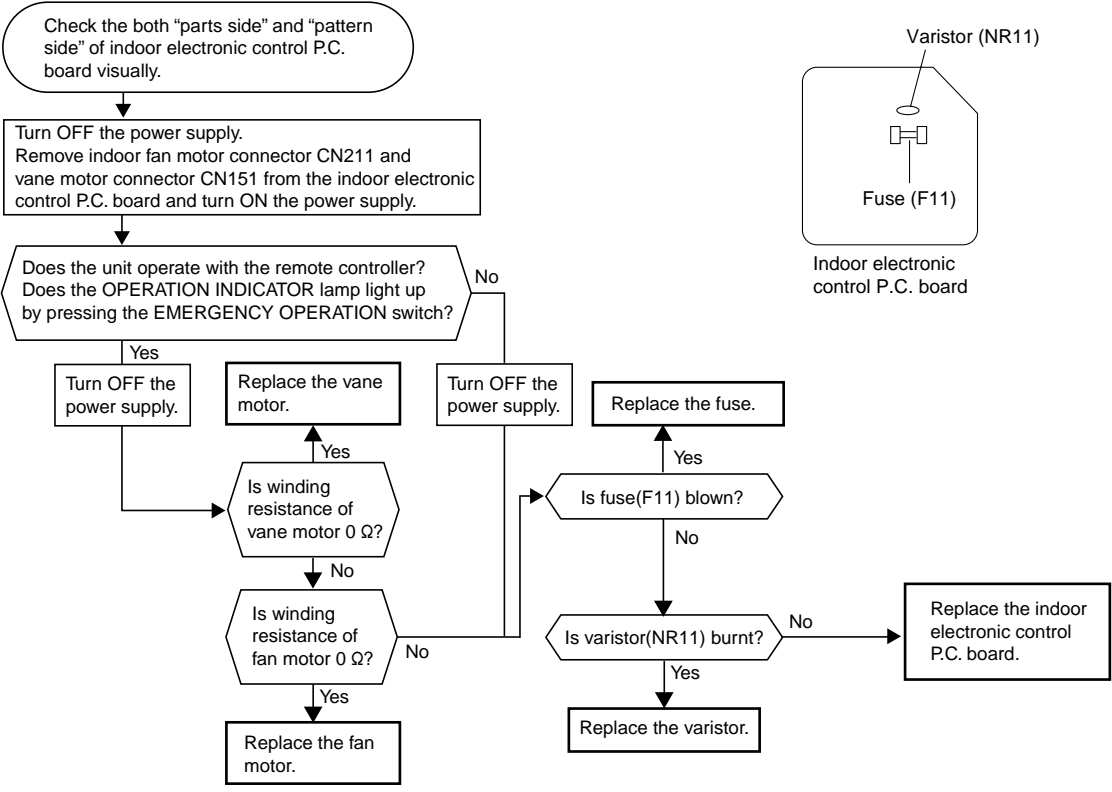 Check the both “parts side” and “pattern
side” of indoor electronic control P.C.
board visually.
Turn OFF the power supply.
Remove indoor fan motor connector CN211 and
vane motor connector CN151 from the indoor electronic
control P.C. board and turn ON the power supply.
Does the unit operate with the remote controller?
Does the OPERATION INDICATOR lamp light up
by pressing the EMERGENCY OPERATION switch?
No
Yes
Turn OFF the
power supply.
Replace the vane
motor.
Yes
Is winding
resistance of
vane motor 0 Ω?
No
Is winding
resistance of
fan motor 0 Ω?
No
Yes
Replace the fan
motor.
Turn OFF the
power supply.
Replace the fuse.
Yes
Is fuse(F11) blown?
No
Is varistor(NR11) burnt?
No
Yes
Replace the varistor.
Replace the indoor
electronic control
P.C. board.
Varistor (NR11)
Fuse (F11)
Indoor electronic
control P.C. board